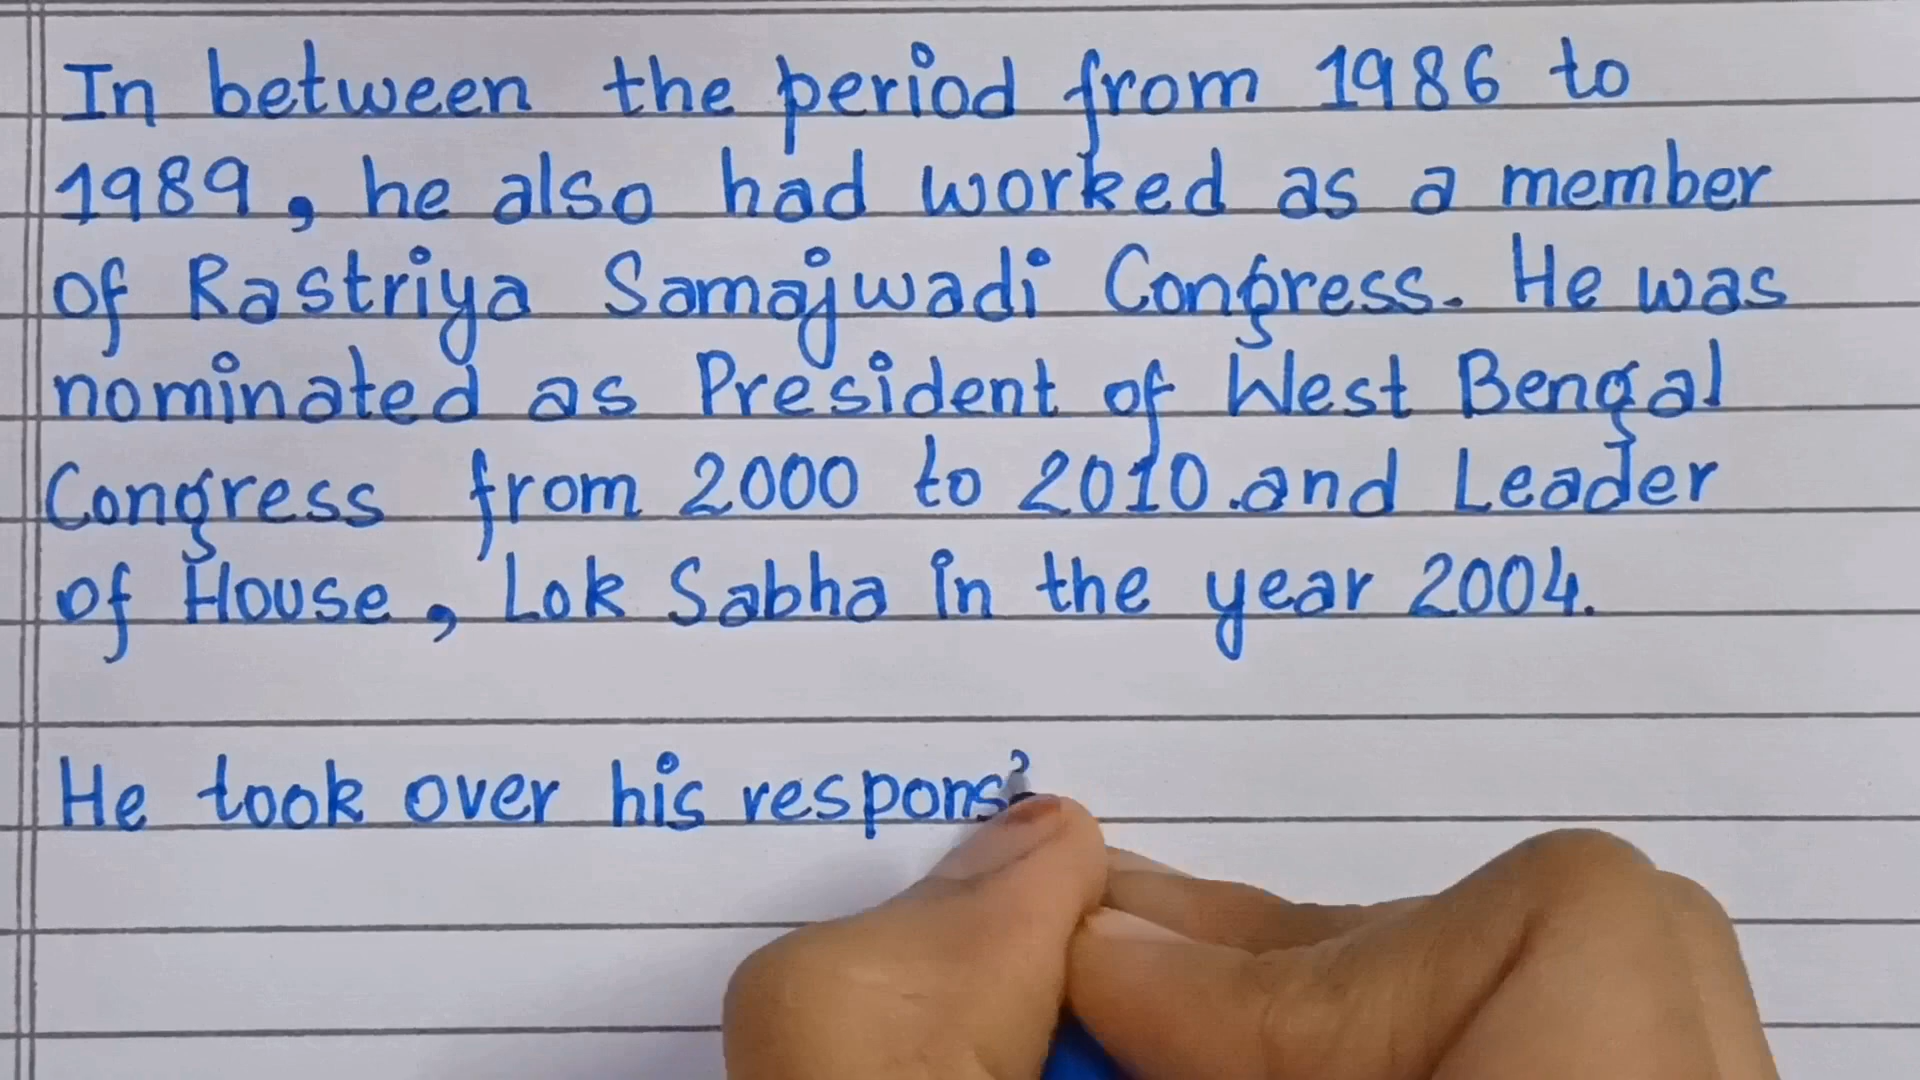 In between the period from 1986 to
1989, he also had worked as a member
of Rastriya Samajwadi Congress. He was
nominated as President of West Bengal
Congress from 2000 to 2010.and Leader
of House, Lok Sabha in the year 2004.
He took over his respons